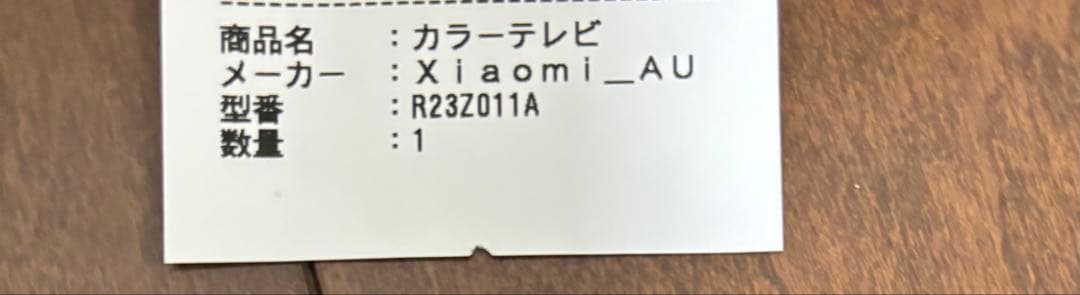 商品名　：カラーテレビ
メーカー　：Ｘｉａｏｍｉ＿ＡＵ
型番　：R23Z011A
数量　：1